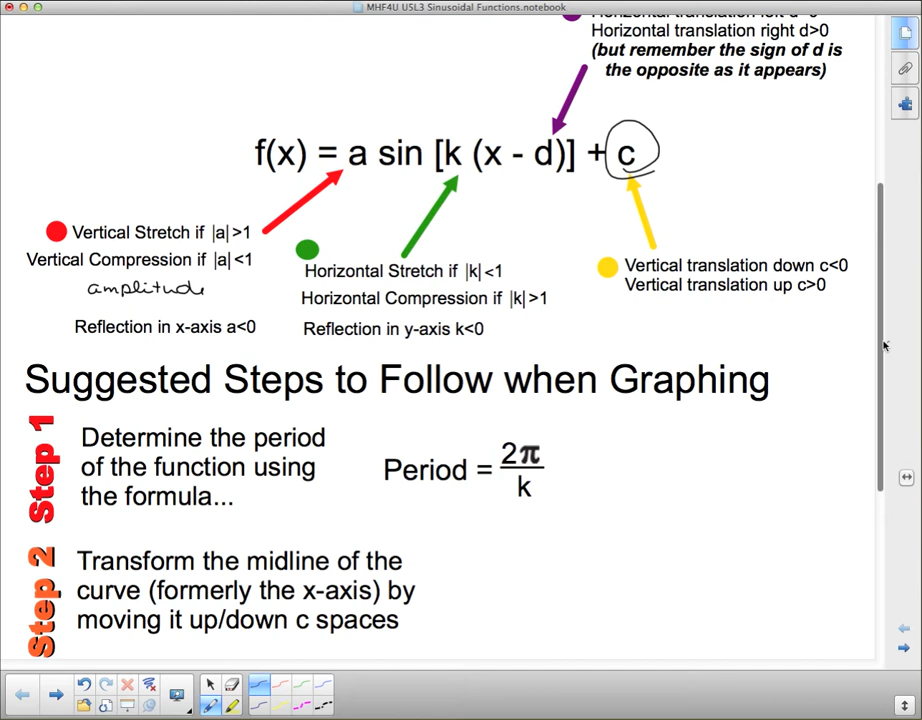 MHF4U U5L3 Sinusoidal Functions.notebook
Horizontal translation left d<0
Horizontal translation right d>0
(but remember the sign of d is
the opposite as it appears)
f(x) = a sin [k (x - d)] + c
Vertical Stretch if |a|>1
Vertical Compression if |a|<1
amplitude
Reflection in x-axis a<0
Horizontal Stretch if |k|<1
Horizontal Compression if |k|>1
Reflection in y-axis k<0
Vertical translation down c<0
Vertical translation up c>0
Suggested Steps to Follow when Graphing
Step 1
Determine the period
of the function using
the formula...
Period = 2π/k
Step 2
Transform the midline of the
curve (formerly the x-axis) by
moving it up/down c spaces